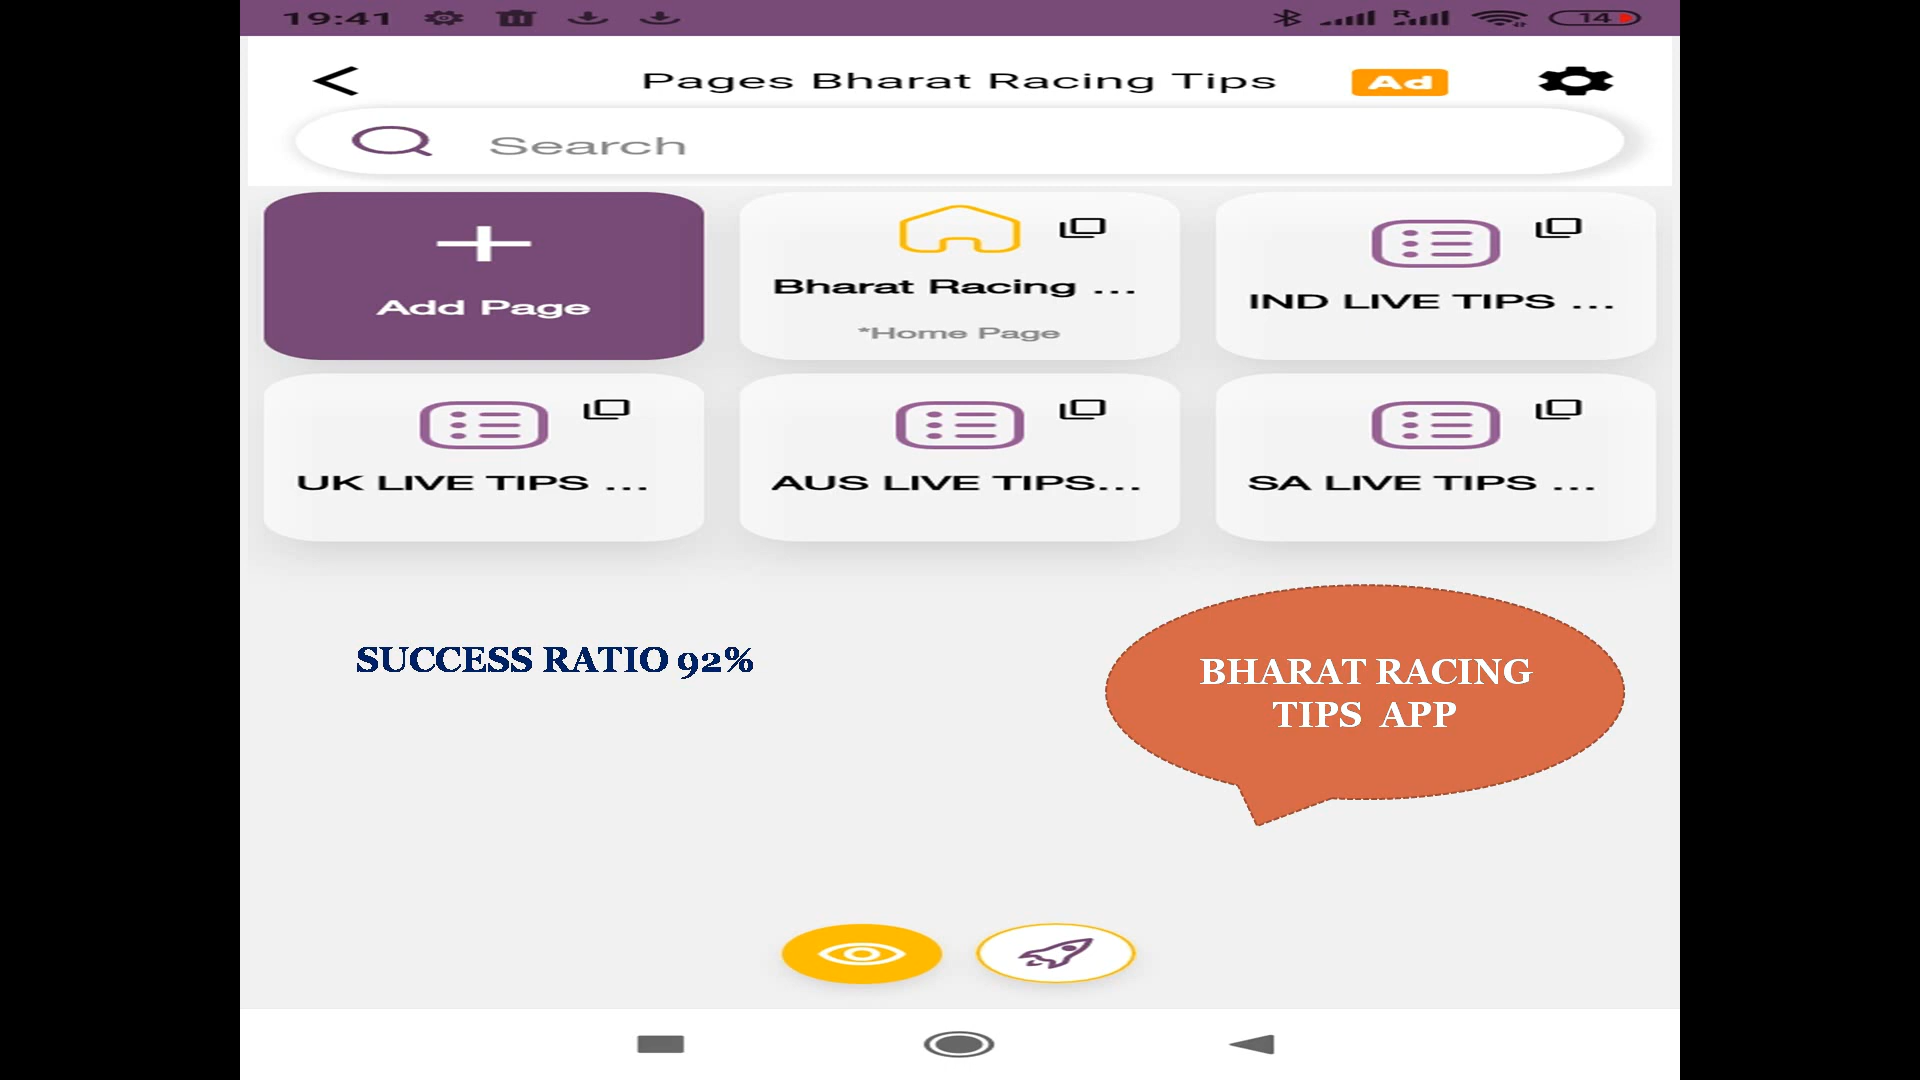 19:41
R
14
Pages Bharat Racing Tips
Ad
Search
Add Page
Bharat Racing ...
*Home Page
IND LIVE TIPS ...
UK LIVE TIPS ...
AUS LIVE TIPS...
SA LIVE TIPS ...
SUCCESS RATIO 92%
BHARAT RACING
TIPS APP